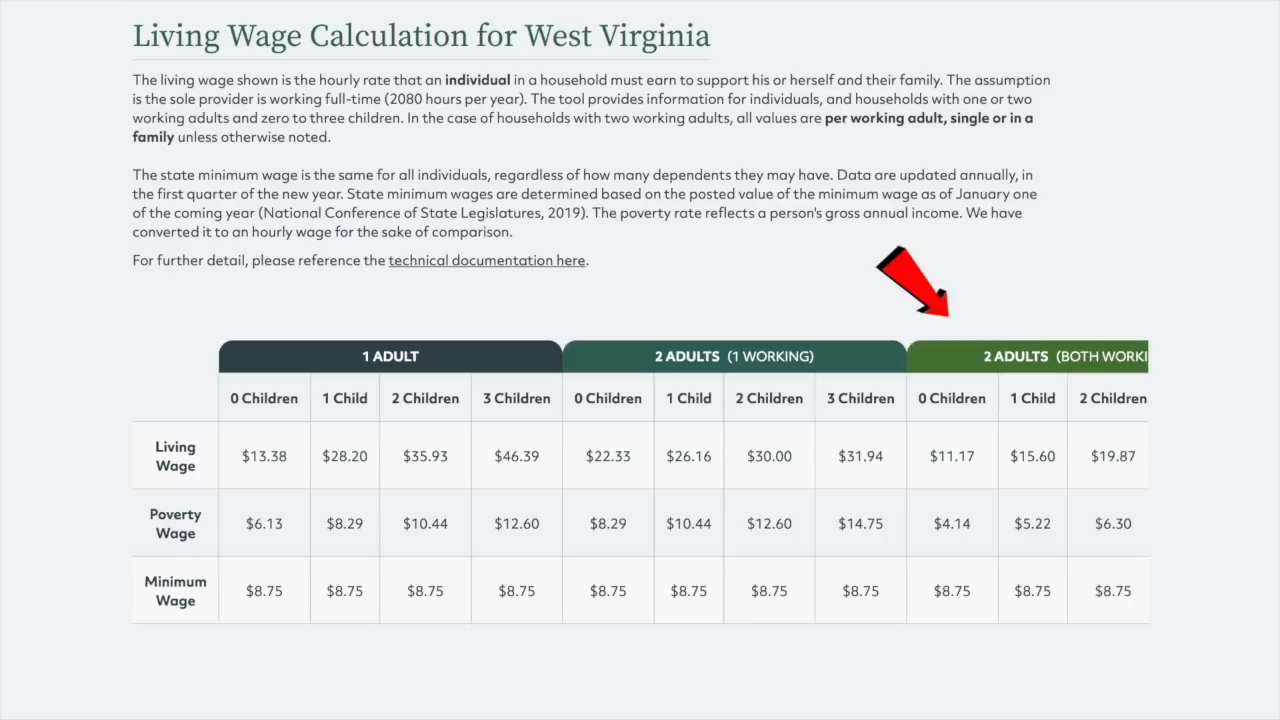 Living Wage Calculation for West Virginia
The living wage shown is the hourly rate that an individual in a household must earn to support his or herself and their family. The assumption
is the sole provider is working full-time (2080 hours per year). The tool provides information for individuals, and households with one or two
working adults and zero to three children. In the case of households with two working adults, all values are per working adult, single or in a
family unless otherwise noted.
The state minimum wage is the same for all individuals, regardless of how many dependents they may have. Data are updated annually, in
the first quarter of the new year. State minimum wages are determined based on the posted value of the minimum wage as of January one
of the coming year (National Conference of State Legislatures, 2019). The poverty rate reflects a person's gross annual income. We have
converted it to an hourly wage for the sake of comparison.
For further detail, please reference the technical documentation here.
1 ADULT 2 ADULTS (1 WORKING) 2 ADULTS (BOTH WORKI
0 Children 1 Child 2 Children 3 Children 0 Children 1 Child 2 Children 3 Children 0 Children 1 Child 2 Children
Living
Wage $13.38 $28.20 $35.93 $46.39 $22.33 $26.16 $30.00 $31.94 $11.17 $15.60 $19.87
Poverty
Wage $6.13 $8.29 $10.44 $12.60 $8.29 $10.44 $12.60 $14.75 $4.14 $5.22 $6.30
Minimum
Wage $8.75 $8.75 $8.75 $8.75 $8.75 $8.75 $8.75 $8.75 $8.75 $8.75 $8.75